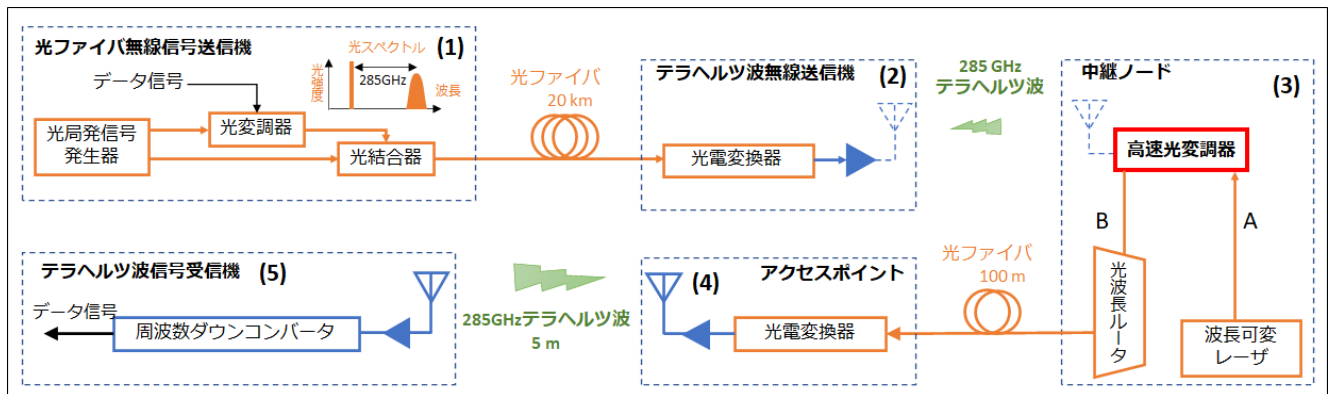 光ファイバ無線信号送信機
(1)
データ信号
光スペクトル
光強度
285GHz
波長
光局発信号
発生器
光変調器
光結合器
光ファイバ
20 km
テラヘルツ波無線送信機
(2)
光電変換器
285 GHz
テラヘルツ波
中継ノード
(3)
高速光変調器
B
A
光波長ルータ
波長可変
レーザ
光ファイバ
100 m
アクセスポイント
(4)
光電変換器
285GHzテラヘルツ波
5 m
テラヘルツ波信号受信機
(5)
データ信号
周波数ダウンコンバータ